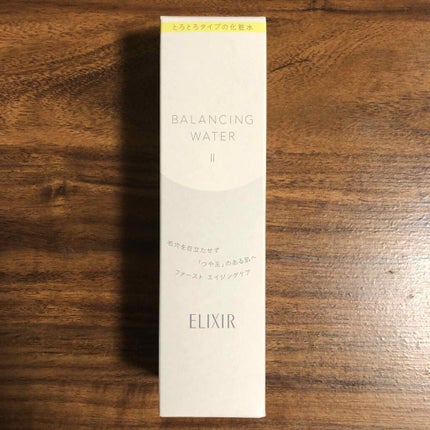 とろとろタイプの化粧水
BALANCING
WATER
II
毛穴を目立たせず
「つや玉」のある肌へ
ファースト エイジングケア
ELIXIR